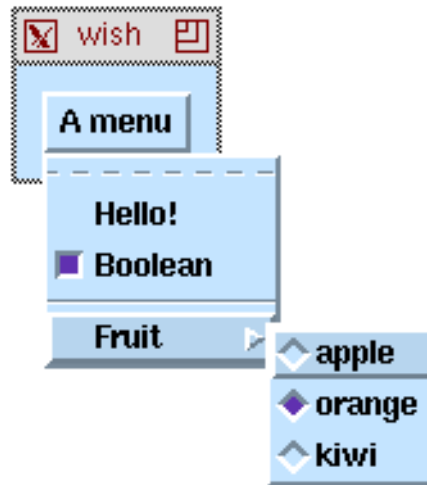 wish
A menu
Hello!
Boolean
Fruit
apple
orange
kiwi